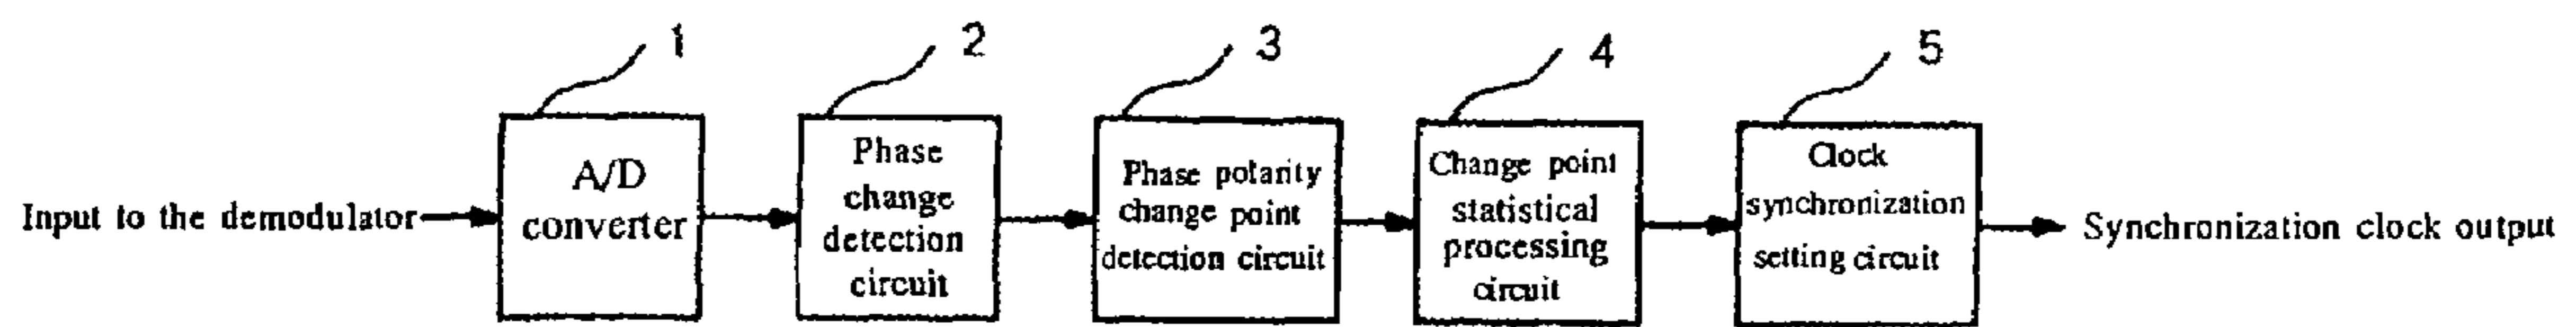 1
2
3
4
5
Input to the demodulator
A/D
converter
Phase
change
detection
circuit
Phase polarity
change point
detection circuit
Change point
statistical
processing
circuit
Clock
synchronization
setting circuit
Synchronization clock output